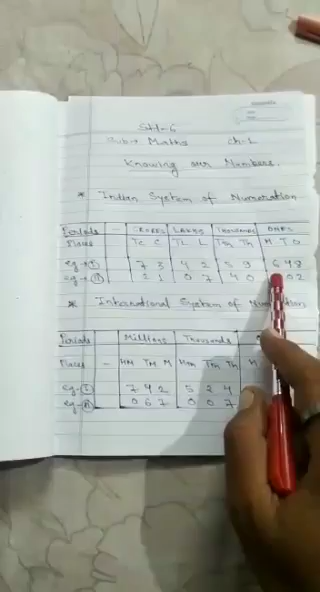 Std-6
Sub→ Maths Ch-1
Knowing our Numbers.
* Indian System of Numeration
Periods — CRORES LAKHS THOUSANDS ONES
Places TC C TL L TTh Th H T O
eg→(I) 7 3 4 2 5 9 6 4 8
eg→(II) 2 1 0 7 4 0 02
* International System of Numerations
Periods Millions Thousands
Places — HM TM M HTh TTh Th H
eg→(I) 7 4 2 5 2 4
eg→(II) 0 6 7 0 0 7